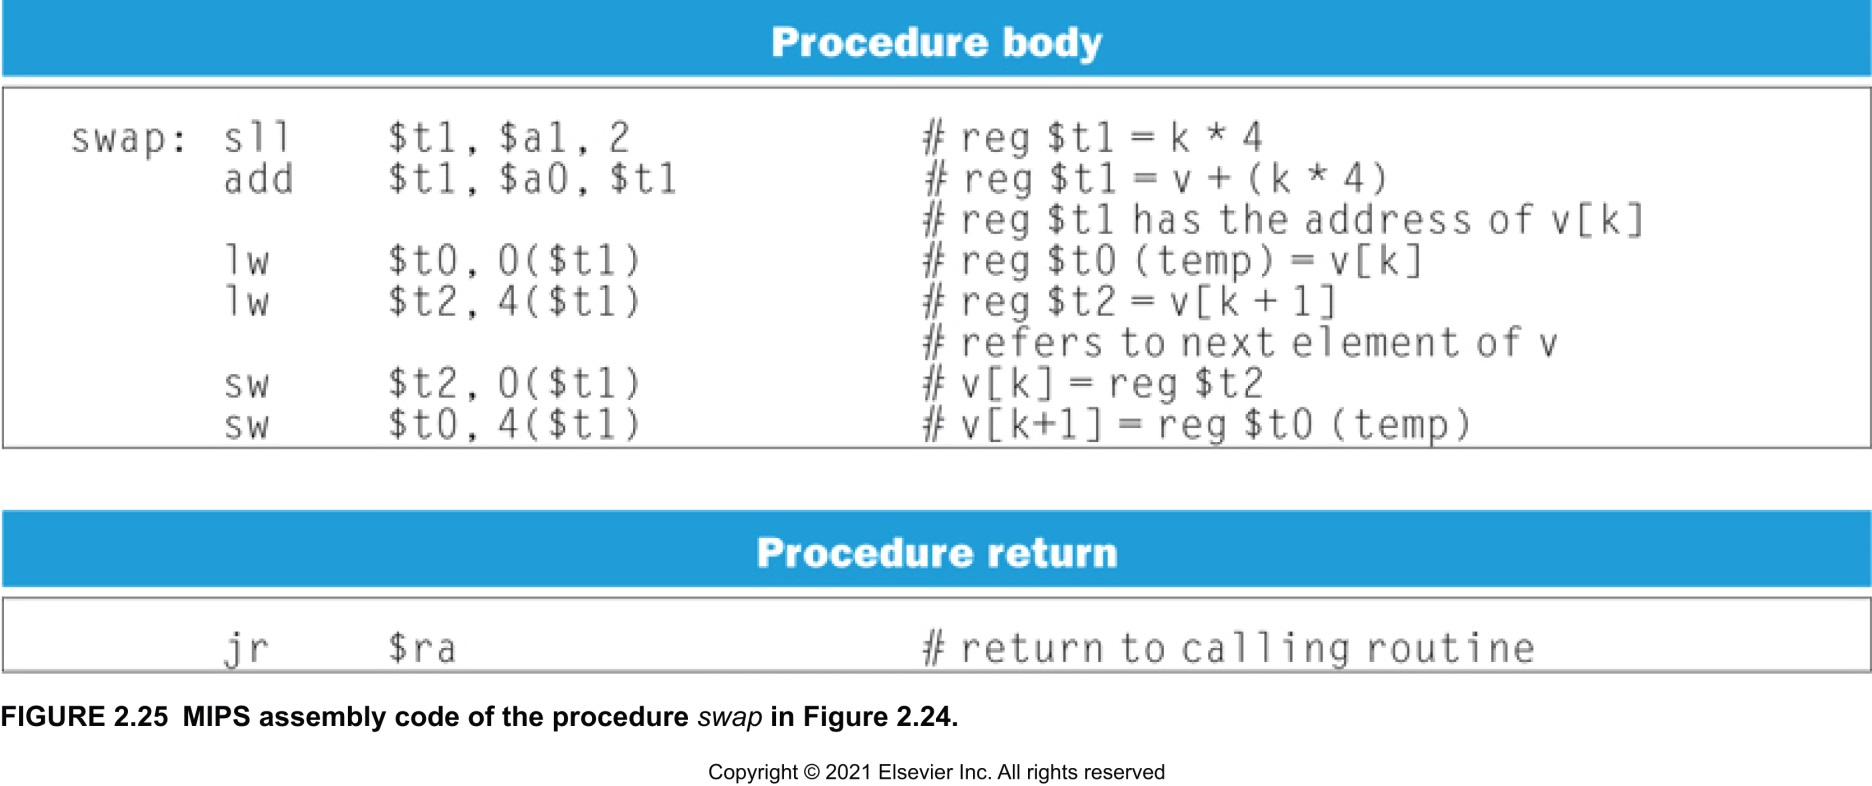 Procedure body
swap: sll $t1, $a1, 2 # reg $t1 = k * 4
add $t1, $a0, $t1 # reg $t1 = v + (k * 4)
# reg $t1 has the address of v[k]
lw $t0, 0($t1) # reg $t0 (temp) = v[k]
lw $t2, 4($t1) # reg $t2 = v[k + 1]
# refers to next element of v
sw $t2, 0($t1) # v[k] = reg $t2
sw $t0, 4($t1) # v[k+1] = reg $t0 (temp)
Procedure return
jr $ra # return to calling routine
FIGURE 2.25 MIPS assembly code of the procedure swap in Figure 2.24.
Copyright © 2021 Elsevier Inc. All rights reserved